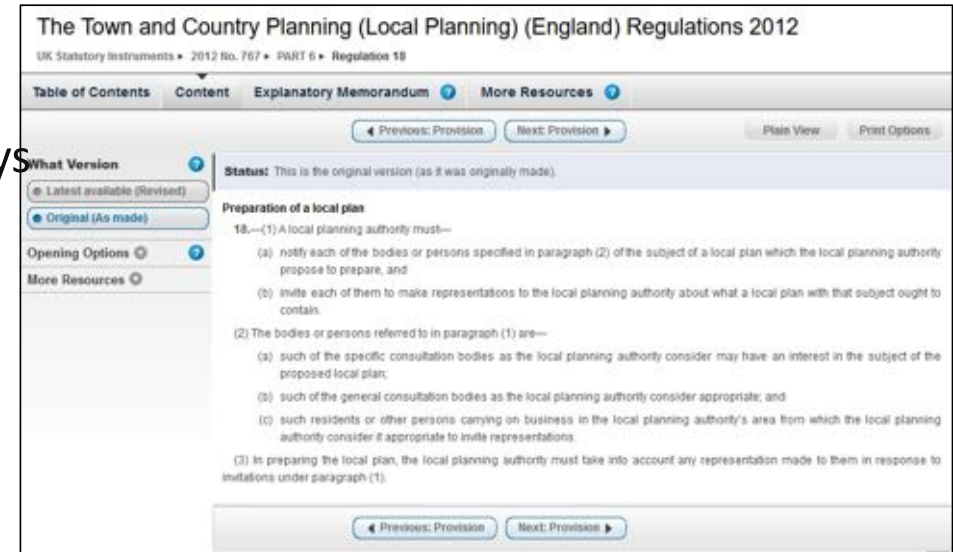 The Town and Country Planning (Local Planning) (England) Regulations 2012
UK Statutory Instruments ▸ 2012 No. 767 ▸ PART 6 ▸ Regulation 18
Table of Contents Content Explanatory Memorandum ? More Resources ?
◄ Previous: Provision Next: Provision ► Plain View Print Options
ys
What Version ?
Latest available (Revised)
Original (As made)
Opening Options ?
More Resources
Status: This is the original version (as it was originally made).
Preparation of a local plan
18.—(1) A local planning authority must—
(a) notify each of the bodies or persons specified in paragraph (2) of the subject of a local plan which the local planning authority
propose to prepare, and
(b) invite each of them to make representations to the local planning authority about what a local plan with that subject ought to
contain.
(2) The bodies or persons referred to in paragraph (1) are—
(a) such of the specific consultation bodies as the local planning authority consider may have an interest in the subject of the
proposed local plan;
(b) such of the general consultation bodies as the local planning authority consider appropriate; and
(c) such residents or other persons carrying on business in the local planning authority's area from which the local planning
authority consider it appropriate to invite representations.
(3) In preparing the local plan, the local planning authority must take into account any representation made to them in response to
invitations under paragraph (1).
◄ Previous: Provision Next: Provision ►